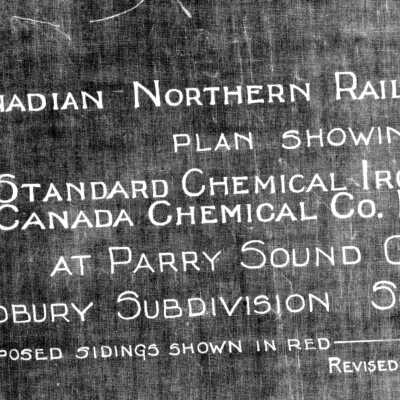 NADIAN NORTHERN RAIL
PLAN SHOWIN
STANDARD CHEMICAL IRO
CANADA CHEMICAL CO.
AT PARRY SOUND
DBURY SUBDIVISION
POSED SIDINGS SHOWN IN RED
REVISED